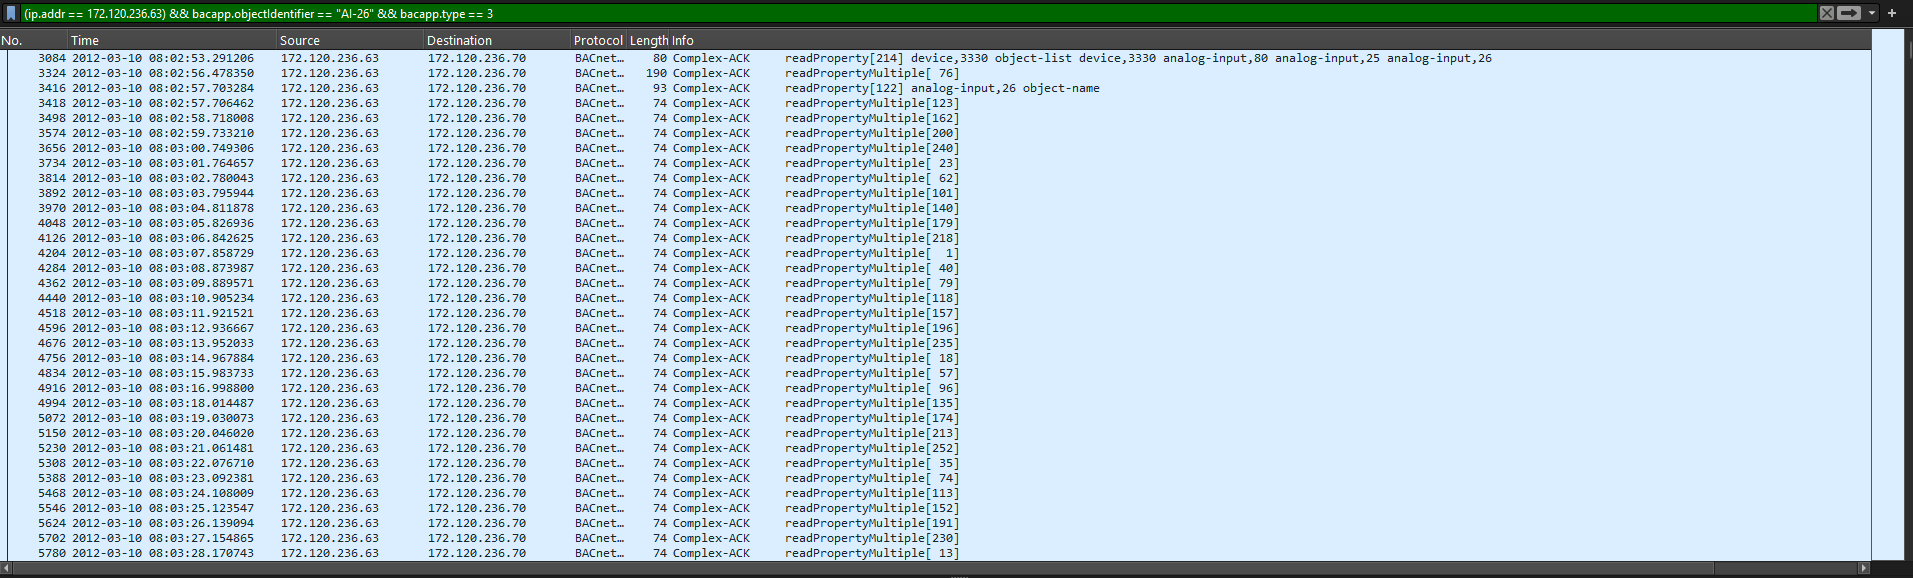 (ip.addr == 172.120.236.63) && bacapp.objectIdentifier == "AI-26" && bacapp.type == 3
No. Time Source Destination Protocol Length Info
3084 2012-03-10 08:02:53.291206 172.120.236.63 172.120.236.70 BACnet… 80 Complex-ACK readProperty[214] device,3330 object-list device,3330 analog-input,80 analog-input,25 analog-input,26
3324 2012-03-10 08:02:56.478350 172.120.236.63 172.120.236.70 BACnet… 190 Complex-ACK readPropertyMultiple[ 76]
3416 2012-03-10 08:02:57.703284 172.120.236.63 172.120.236.70 BACnet… 93 Complex-ACK readProperty[122] analog-input,26 object-name
3418 2012-03-10 08:02:57.706462 172.120.236.63 172.120.236.70 BACnet… 74 Complex-ACK readPropertyMultiple[123]
3498 2012-03-10 08:02:58.718008 172.120.236.63 172.120.236.70 BACnet… 74 Complex-ACK readPropertyMultiple[162]
3574 2012-03-10 08:02:59.733210 172.120.236.63 172.120.236.70 BACnet… 74 Complex-ACK readPropertyMultiple[200]
3656 2012-03-10 08:03:00.749306 172.120.236.63 172.120.236.70 BACnet… 74 Complex-ACK readPropertyMultiple[240]
3734 2012-03-10 08:03:01.764657 172.120.236.63 172.120.236.70 BACnet… 74 Complex-ACK readPropertyMultiple[ 23]
3814 2012-03-10 08:03:02.780043 172.120.236.63 172.120.236.70 BACnet… 74 Complex-ACK readPropertyMultiple[ 62]
3892 2012-03-10 08:03:03.795944 172.120.236.63 172.120.236.70 BACnet… 74 Complex-ACK readPropertyMultiple[101]
3970 2012-03-10 08:03:04.811878 172.120.236.63 172.120.236.70 BACnet… 74 Complex-ACK readPropertyMultiple[140]
4048 2012-03-10 08:03:05.826936 172.120.236.63 172.120.236.70 BACnet… 74 Complex-ACK readPropertyMultiple[179]
4126 2012-03-10 08:03:06.842625 172.120.236.63 172.120.236.70 BACnet… 74 Complex-ACK readPropertyMultiple[218]
4204 2012-03-10 08:03:07.858729 172.120.236.63 172.120.236.70 BACnet… 74 Complex-ACK readPropertyMultiple[ 1]
4284 2012-03-10 08:03:08.873987 172.120.236.63 172.120.236.70 BACnet… 74 Complex-ACK readPropertyMultiple[ 40]
4362 2012-03-10 08:03:09.889571 172.120.236.63 172.120.236.70 BACnet… 74 Complex-ACK readPropertyMultiple[ 79]
4440 2012-03-10 08:03:10.905234 172.120.236.63 172.120.236.70 BACnet… 74 Complex-ACK readPropertyMultiple[118]
4518 2012-03-10 08:03:11.921521 172.120.236.63 172.120.236.70 BACnet… 74 Complex-ACK readPropertyMultiple[157]
4596 2012-03-10 08:03:12.936667 172.120.236.63 172.120.236.70 BACnet… 74 Complex-ACK readPropertyMultiple[196]
4676 2012-03-10 08:03:13.952033 172.120.236.63 172.120.236.70 BACnet… 74 Complex-ACK readPropertyMultiple[235]
4756 2012-03-10 08:03:14.967884 172.120.236.63 172.120.236.70 BACnet… 74 Complex-ACK readPropertyMultiple[ 18]
4834 2012-03-10 08:03:15.983733 172.120.236.63 172.120.236.70 BACnet… 74 Complex-ACK readPropertyMultiple[ 57]
4916 2012-03-10 08:03:16.998800 172.120.236.63 172.120.236.70 BACnet… 74 Complex-ACK readPropertyMultiple[ 96]
4994 2012-03-10 08:03:18.014487 172.120.236.63 172.120.236.70 BACnet… 74 Complex-ACK readPropertyMultiple[135]
5072 2012-03-10 08:03:19.030073 172.120.236.63 172.120.236.70 BACnet… 74 Complex-ACK readPropertyMultiple[174]
5150 2012-03-10 08:03:20.046020 172.120.236.63 172.120.236.70 BACnet… 74 Complex-ACK readPropertyMultiple[213]
5230 2012-03-10 08:03:21.061481 172.120.236.63 172.120.236.70 BACnet… 74 Complex-ACK readPropertyMultiple[252]
5308 2012-03-10 08:03:22.076710 172.120.236.63 172.120.236.70 BACnet… 74 Complex-ACK readPropertyMultiple[ 35]
5388 2012-03-10 08:03:23.092381 172.120.236.63 172.120.236.70 BACnet… 74 Complex-ACK readPropertyMultiple[ 74]
5468 2012-03-10 08:03:24.108009 172.120.236.63 172.120.236.70 BACnet… 74 Complex-ACK readPropertyMultiple[113]
5546 2012-03-10 08:03:25.123547 172.120.236.63 172.120.236.70 BACnet… 74 Complex-ACK readPropertyMultiple[152]
5624 2012-03-10 08:03:26.139094 172.120.236.63 172.120.236.70 BACnet… 74 Complex-ACK readPropertyMultiple[191]
5702 2012-03-10 08:03:27.154865 172.120.236.63 172.120.236.70 BACnet… 74 Complex-ACK readPropertyMultiple[230]
5780 2012-03-10 08:03:28.170743 172.120.236.63 172.120.236.70 BACnet… 74 Complex-ACK readPropertyMultiple[ 13]